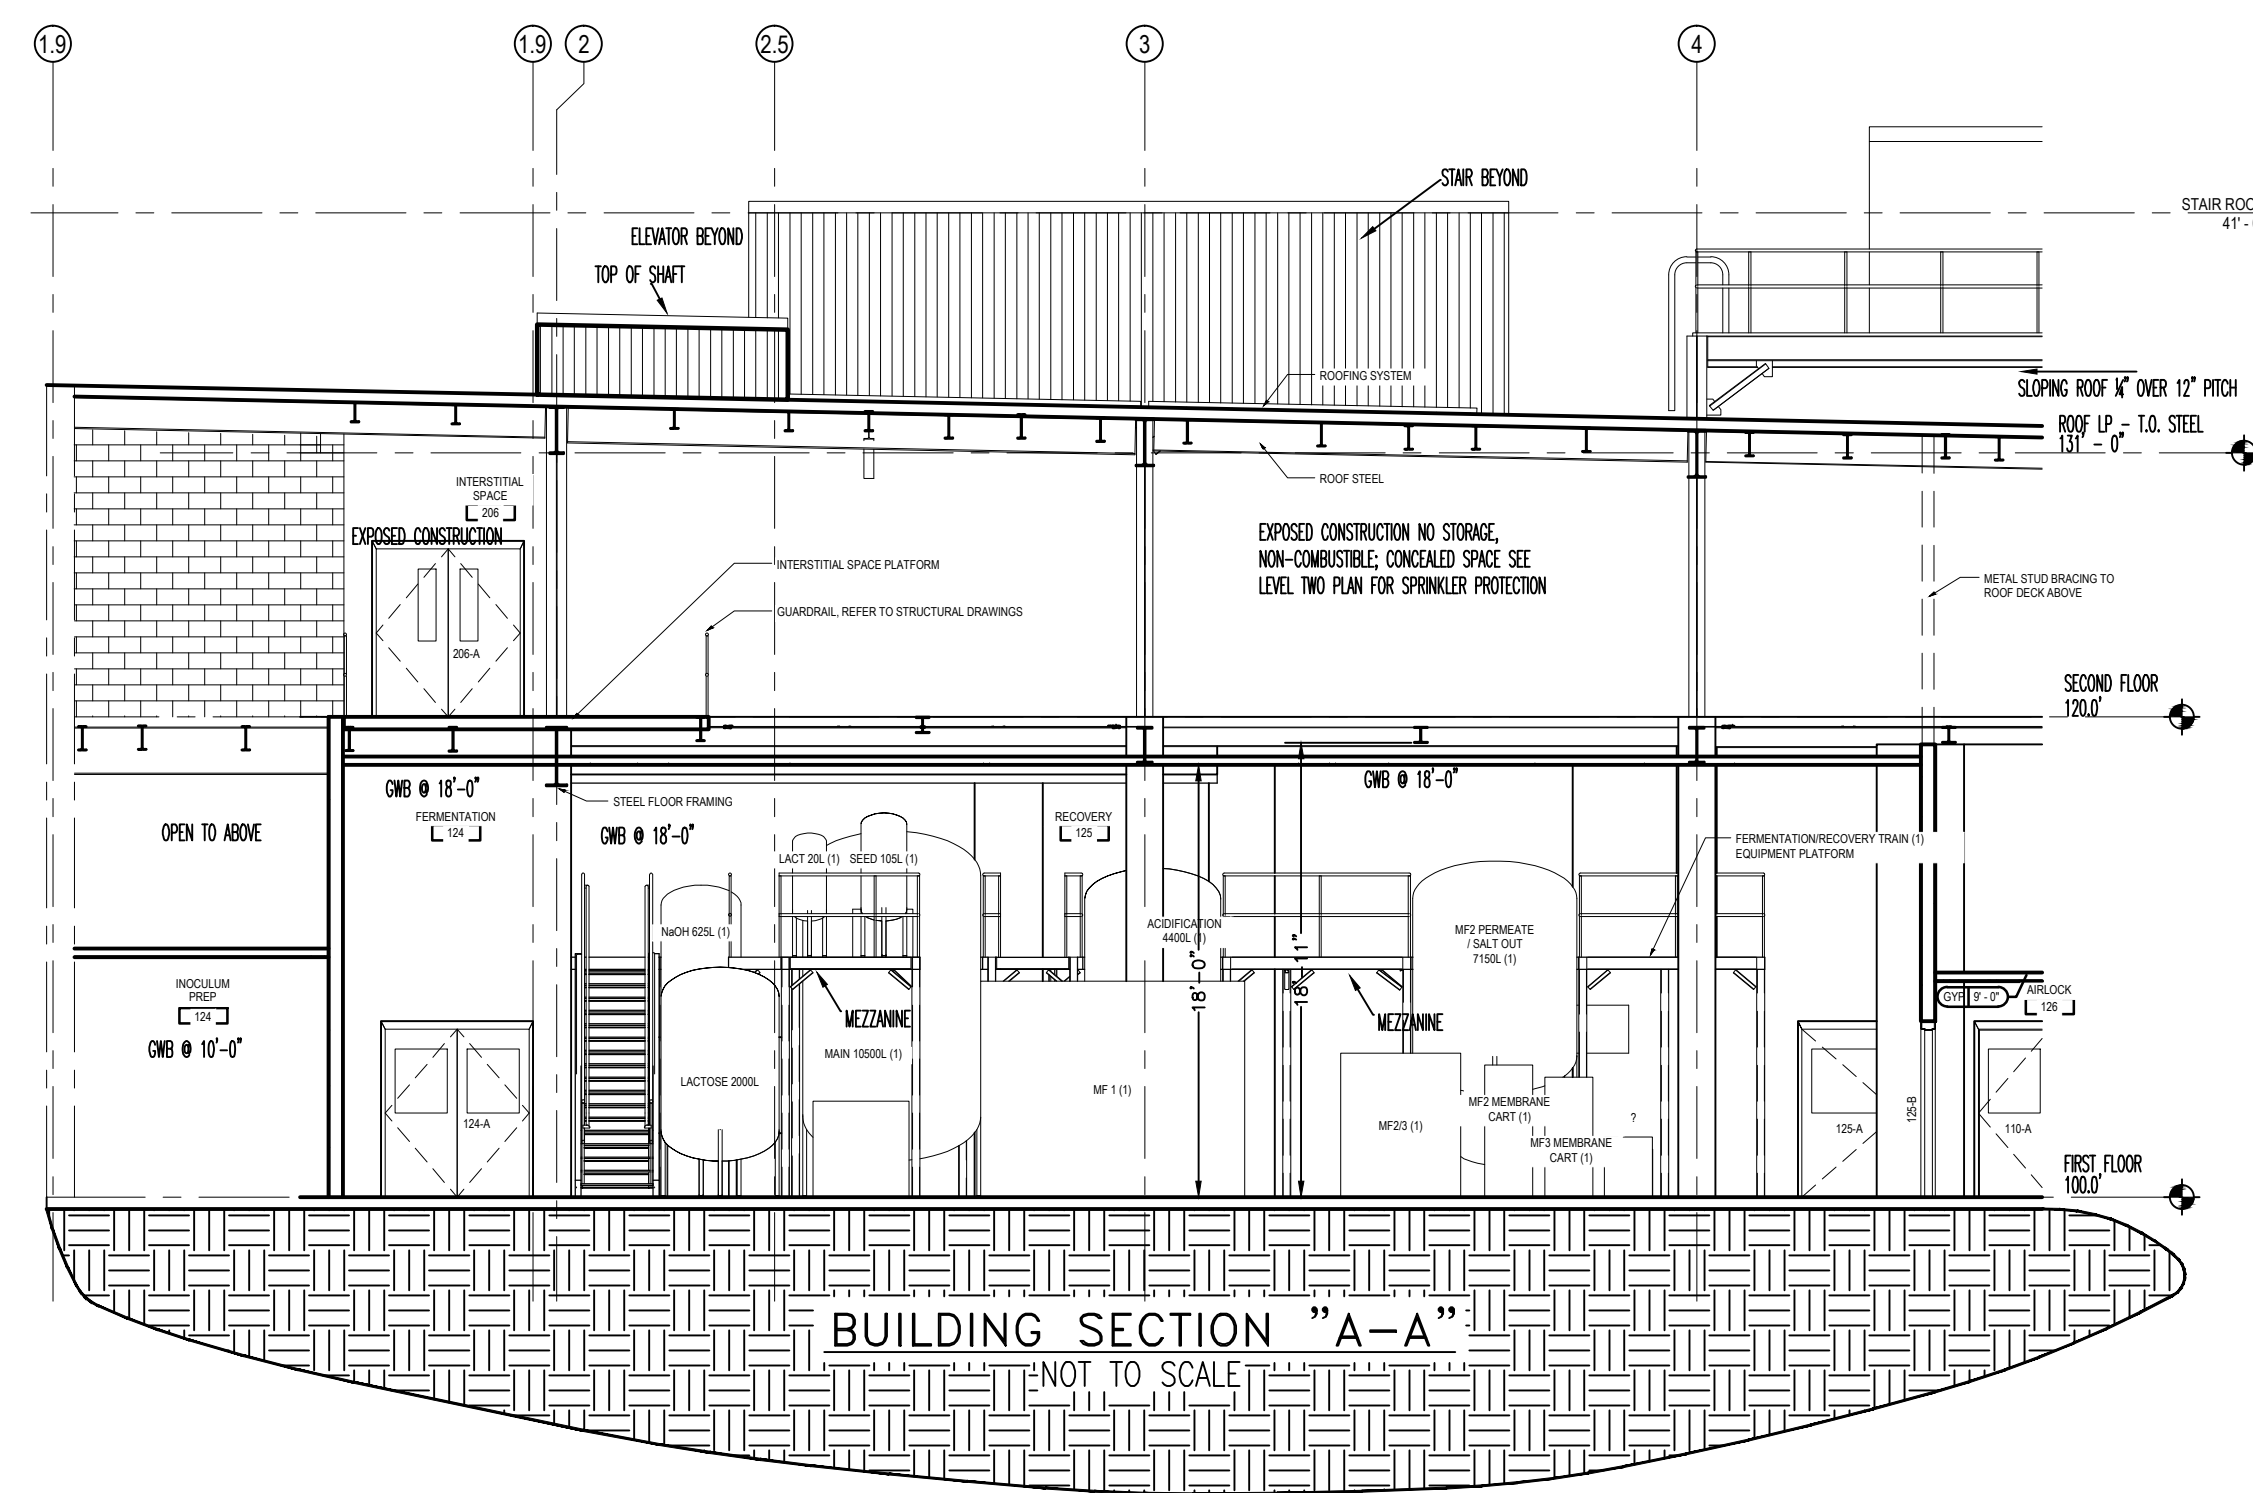 1.9
1.9
2
2.5
3
4
STAIR BEYOND
STAIR ROO
41' -
ELEVATOR BEYOND
TOP OF SHAFT
ROOFING SYSTEM
SLOPING ROOF ¼" OVER 12" PITCH
ROOF LP - T.O. STEEL
131' - 0"
ROOF STEEL
INTERSTITIAL
SPACE
206
EXPOSED CONSTRUCTION
EXPOSED CONSTRUCTION NO STORAGE,
NON-COMBUSTIBLE; CONCEALED SPACE SEE
LEVEL TWO PLAN FOR SPRINKLER PROTECTION
INTERSTITIAL SPACE PLATFORM
METAL STUD BRACING TO
ROOF DECK ABOVE
GUARDRAIL, REFER TO STRUCTURAL DRAWINGS
206-A
SECOND FLOOR
120.0'
GWB @ 18'-0"
GWB @ 18'-0"
STEEL FLOOR FRAMING
FERMENTATION
124
RECOVERY
125
OPEN TO ABOVE
GWB @ 18'-0"
FERMENTATION/RECOVERY TRAIN (1)
EQUIPMENT PLATFORM
LACT 20L (1)
SEED 105L (1)
NaOH 625L (1)
ACIDIFICATION
4400L (1)
MF2 PERMEATE
/ SALT OUT
7150L (1)
18'-0"
18'-11"
INOCULUM
PREP
124
GWB @ 10'-0"
GYP 9' - 0"
AIRLOCK
126
MEZZANINE
MEZZANINE
MAIN 10500L (1)
LACTOSE 2000L
MF 1 (1)
MF2 MEMBRANE
CART (1)
MF2/3 (1)
?
MF3 MEMBRANE
CART (1)
124-A
125-A
125-B
110-A
FIRST FLOOR
100.0'
BUILDING SECTION "A-A"
NOT TO SCALE